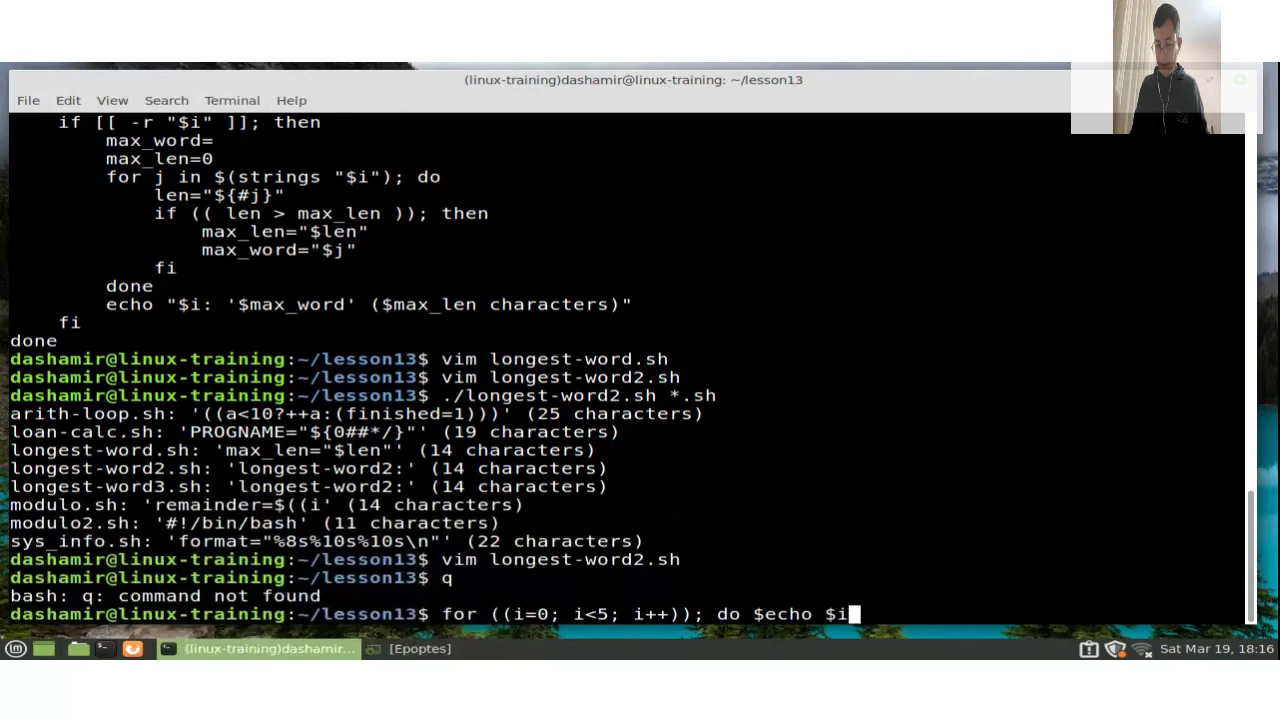 (linux-training)dashamir@linux-training: ~/lesson13
File Edit View Search Terminal Help
if [[ -r "$i" ]]; then
max_word=
max_len=0
for j in $(strings "$i"); do
len="${#j}"
if (( len > max_len )); then
max_len="$len"
max_word="$j"
fi
done
echo "$i: '$max_word' ($max_len characters)"
fi
done
dashamir@linux-training:~/lesson13$ vim longest-word.sh
dashamir@linux-training:~/lesson13$ vim longest-word2.sh
dashamir@linux-training:~/lesson13$ ./longest-word2.sh *.sh
arith-loop.sh: '((a<10?++a:(finished=1)))' (25 characters)
loan-calc.sh: 'PROGNAME="${0##*/}"' (19 characters)
longest-word.sh: 'max_len="$len"' (14 characters)
longest-word2.sh: 'longest-word2:' (14 characters)
longest-word3.sh: 'longest-word2:' (14 characters)
modulo.sh: 'remainder=$((i' (14 characters)
modulo2.sh: '#!/bin/bash' (11 characters)
sys_info.sh: 'format="%8s%10s%10s\n"' (22 characters)
dashamir@linux-training:~/lesson13$ vim longest-word2.sh
dashamir@linux-training:~/lesson13$ q
bash: q: command not found
dashamir@linux-training:~/lesson13$ for ((i=0; i<5; i++)); do $echo $i
(linux-training)dashamir... [Epoptes] Sat Mar 19, 18:16